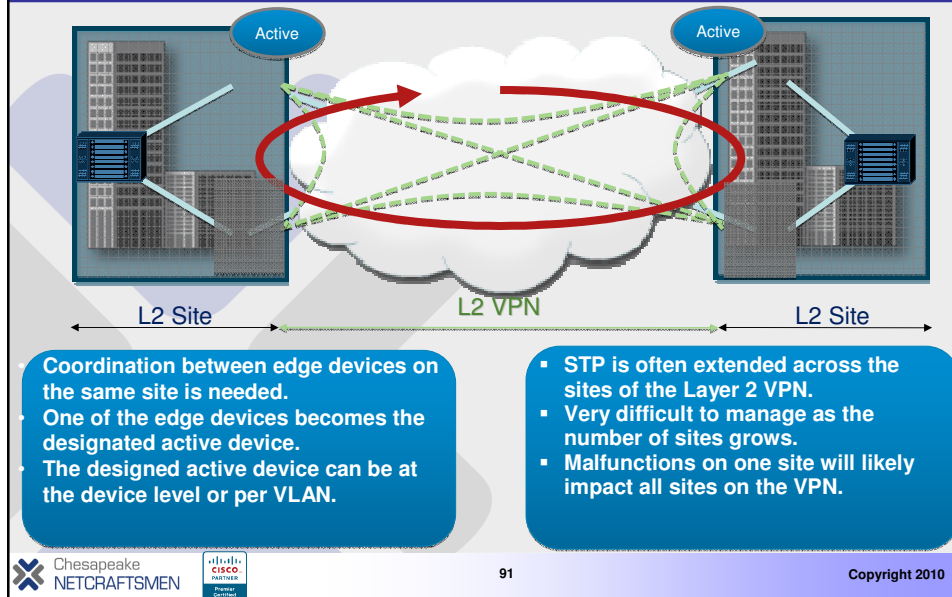 Active
Active
L2 Site
L2 VPN
L2 Site
• Coordination between edge devices on
the same site is needed.
• One of the edge devices becomes the
designated active device.
• The designed active device can be at
the device level or per VLAN.
▪ STP is often extended across the
sites of the Layer 2 VPN.
▪ Very difficult to manage as the
number of sites grows.
▪ Malfunctions on one site will likely
impact all sites on the VPN.
Chesapeake
NETCRAFTSMEN
CISCO
PARTNER
Premier
Certified
91
Copyright 2010